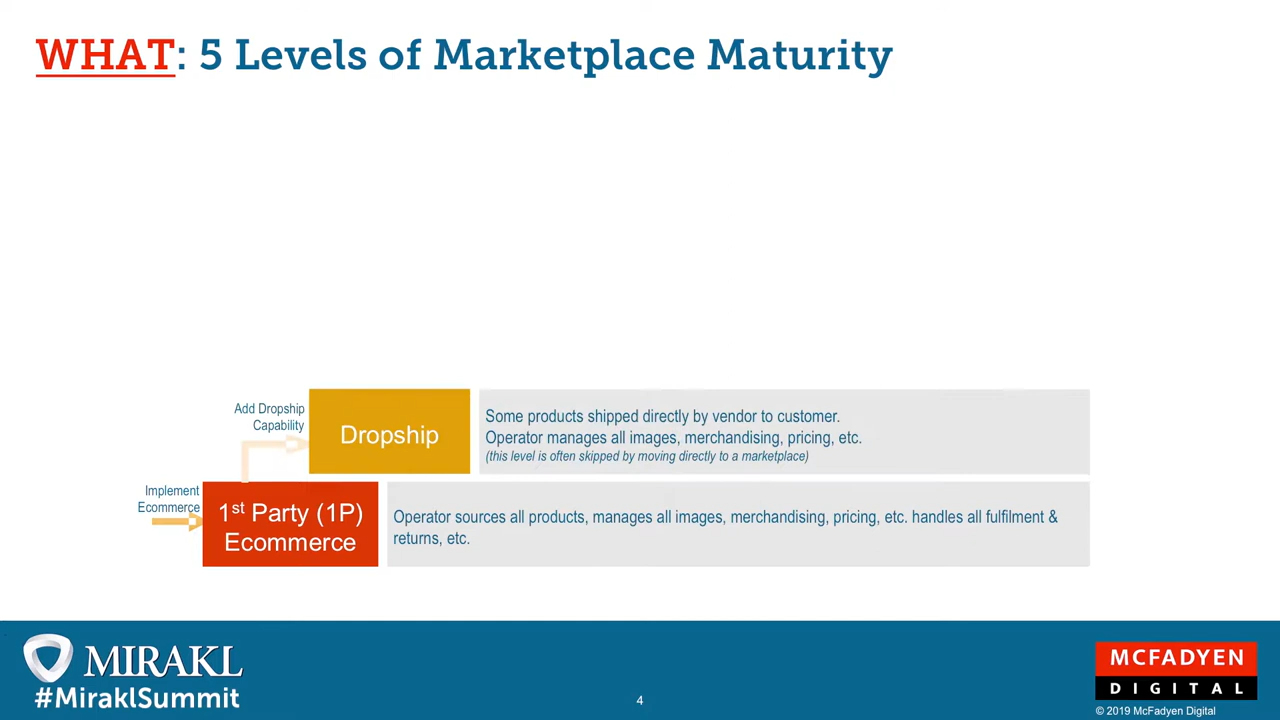 WHAT: 5 Levels of Marketplace Maturity
Add Dropship
Capability
Dropship
Some products shipped directly by vendor to customer.
Operator manages all images, merchandising, pricing, etc.
(this level is often skipped by moving directly to a marketplace)
Implement
Ecommerce
1st Party (1P)
Ecommerce
Operator sources all products, manages all images, merchandising, pricing, etc. handles all fulfilment &
returns, etc.
MIRAKL
#MiraklSummit
4
MCFADYEN
DIGITAL
© 2019 McFadyen Digital